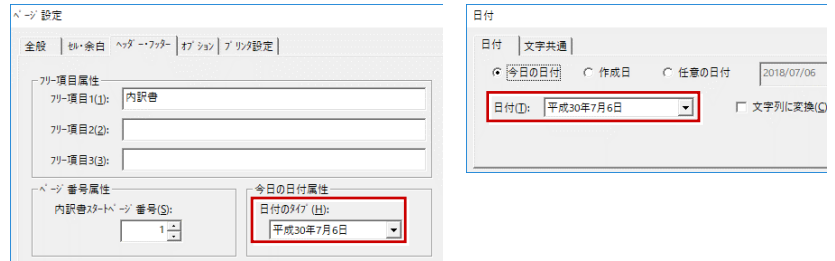 ﾍﾟｰｼﾞ設定
全般
ｾﾙ･余白
ﾍｯﾀﾞｰ･ﾌｯﾀｰ
ｵﾌﾟｼｮﾝ
ﾌﾟﾘﾝﾀ設定
ﾌﾘｰ項目属性
ﾌﾘｰ項目1(1):
内訳書
ﾌﾘｰ項目2(2):
ﾌﾘｰ項目3(3):
ﾍﾟｰｼﾞ番号属性
内訳書ｽﾀｰﾄﾍﾟｰｼﾞ番号(S):
1
今日の日付属性
日付のﾀｲﾌﾟ(H):
平成30年7月6日
日付
日付
文字共通
今日の日付
作成日
任意の日付
2018/07/06
日付(T):
平成30年7月6日
文字列に変換(C)